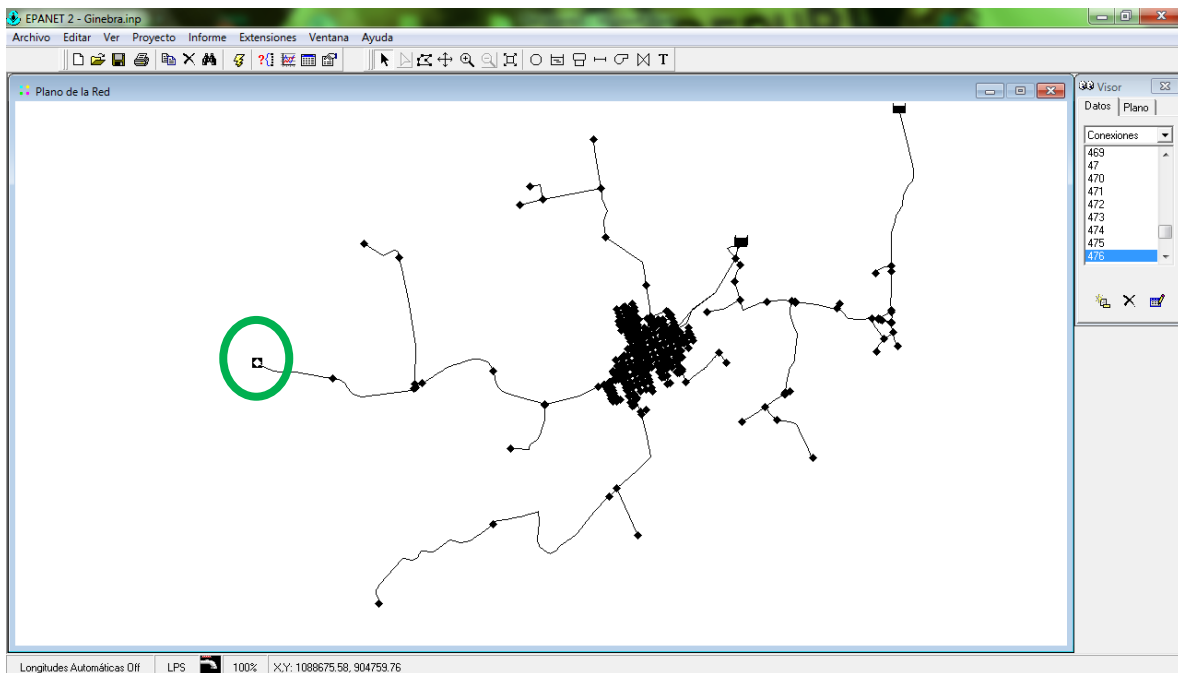 EPANET 2 - Ginebra.inp
Archivo Editar Ver Proyecto Informe Extensiones Ventana Ayuda
T
Plano de la Red
Visor
Datos Plano
Conexiones
469
47
470
471
472
473
474
475
476
Longitudes Automáticas Off LPS 100% X,Y: 1088675.58, 904759.76